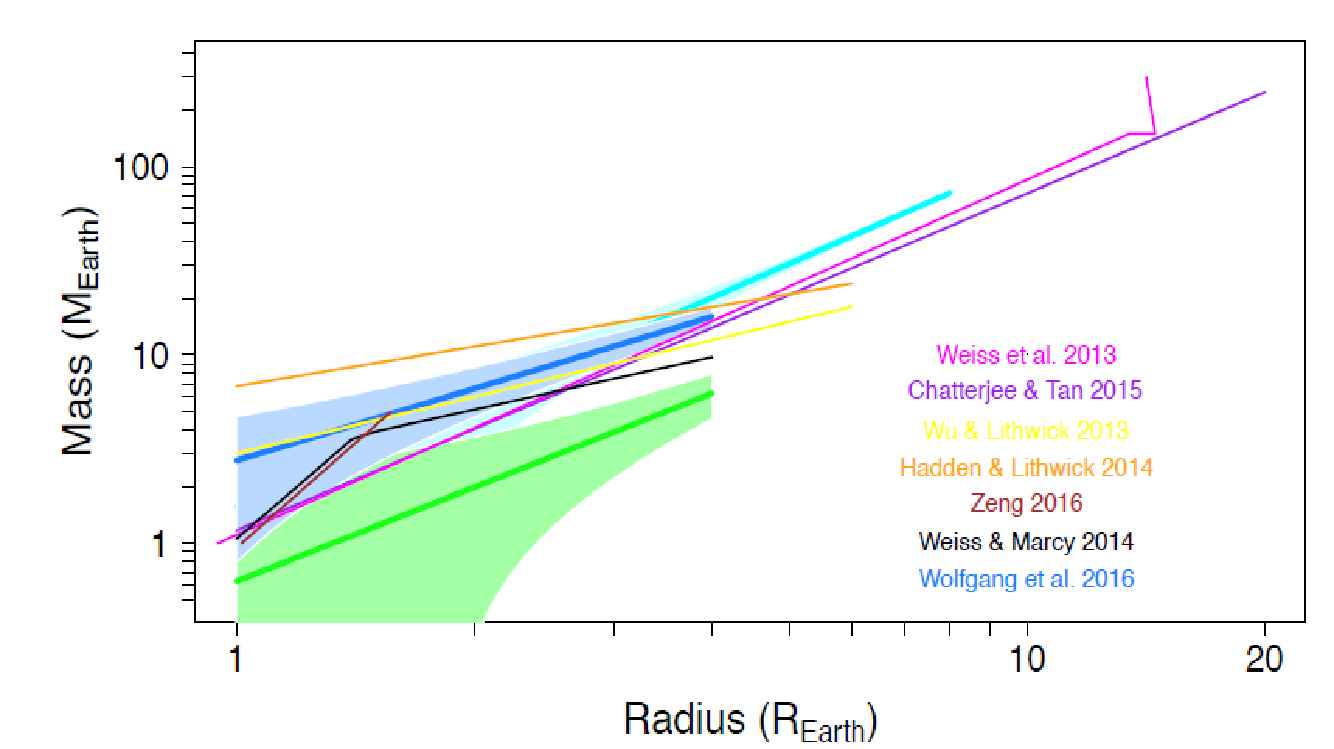 100
10
1
Mass (MEarth)
Weiss et al. 2013
Chatterjee & Tan 2015
Wu & Lithwick 2013
Hadden & Lithwick 2014
Zeng 2016
Weiss & Marcy 2014
Wolfgang et al. 2016
1 10 20
Radius (REarth)